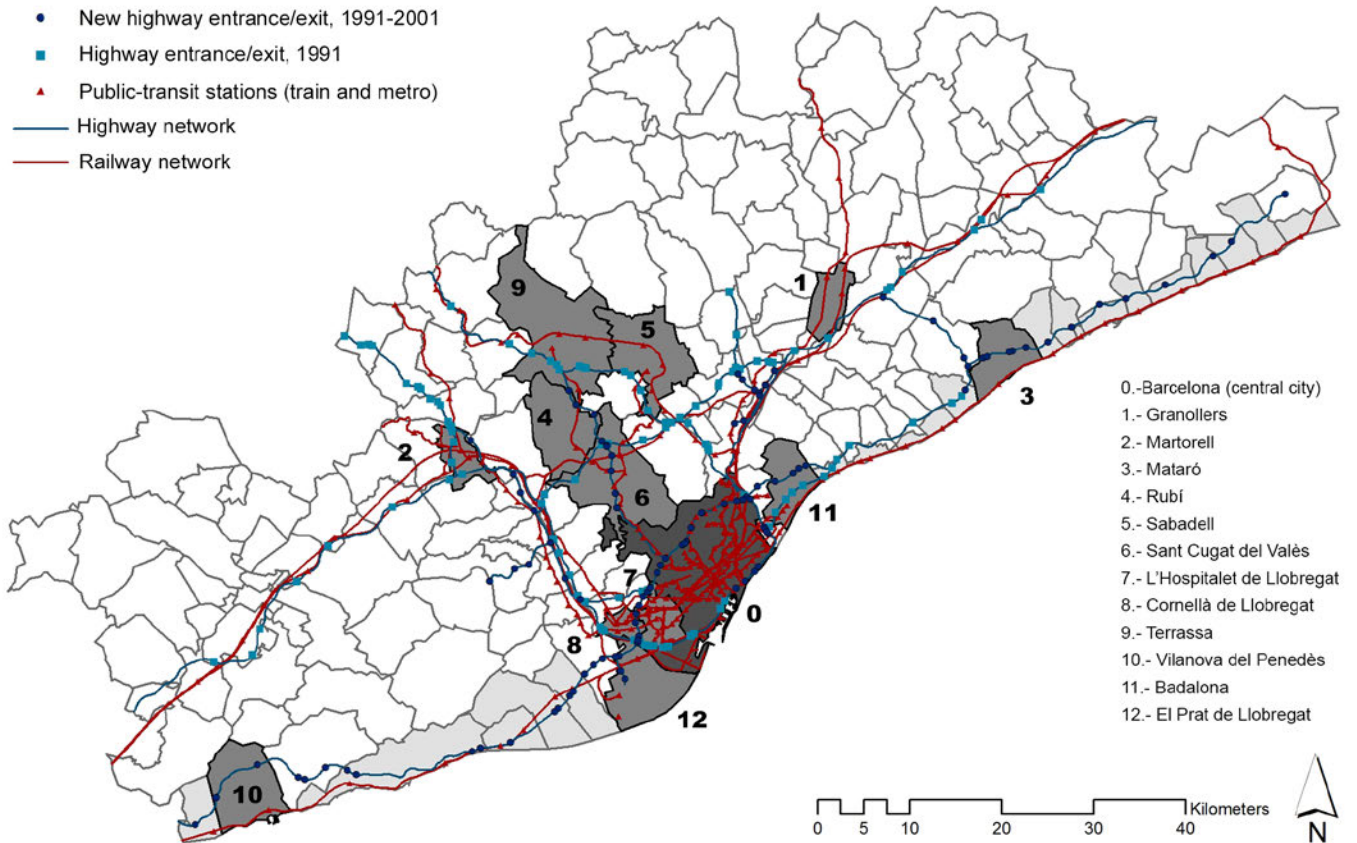 New highway entrance/exit, 1991-2001
Highway entrance/exit, 1991
Public-transit stations (train and metro)
Highway network
Railway network
1
9
5
3
4
2
6
11
7
0
8
12
10
0.-Barcelona (central city)
1.- Granollers
2.- Martorell
3.- Mataró
4.- Rubí
5.- Sabadell
6.- Sant Cugat del Valès
7.- L'Hospitalet de Llobregat
8.- Cornellà de Llobregat
9.- Terrassa
10.- Vilanova del Penedès
11.- Badalona
12.- El Prat de Llobregat
Kilometers
0 5 10 20 30 40
N